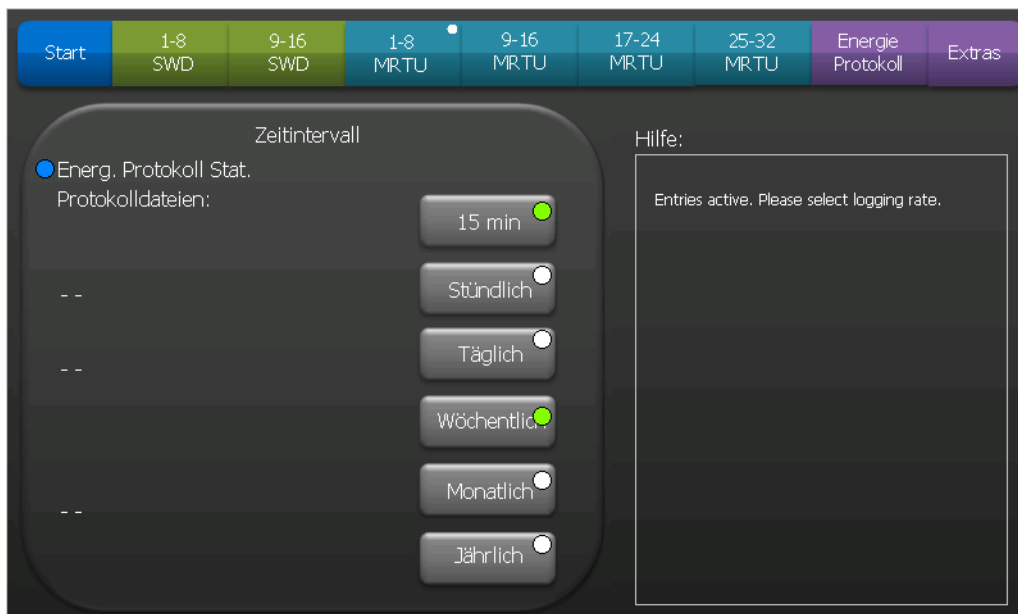 Start
1-8
SWD
9-16
SWD
1-8
MRTU
9-16
MRTU
17-24
MRTU
25-32
MRTU
Energie
Protokoll
Extras
Zeitintervall
Energ. Protokoll Stat.
Protokolldateien:
15 min
Stündlich
- -
Täglich
- -
Wöchentlich
Monatlich
- -
Jährlich
Hilfe:
Entries active. Please select logging rate.